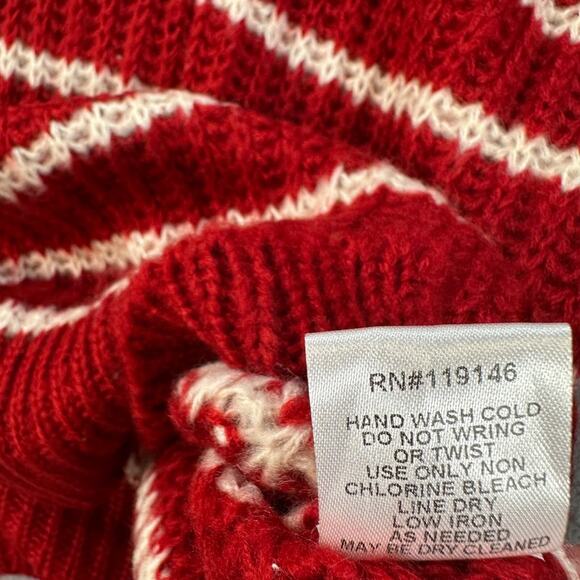 RN#119146
HAND WASH COLD
DO NOT WRING
OR TWIST
USE ONLY NON
CHLORINE BLEACH
LINE DRY
LOW IRON
AS NEEDED
MAY BE DRY CLEANED